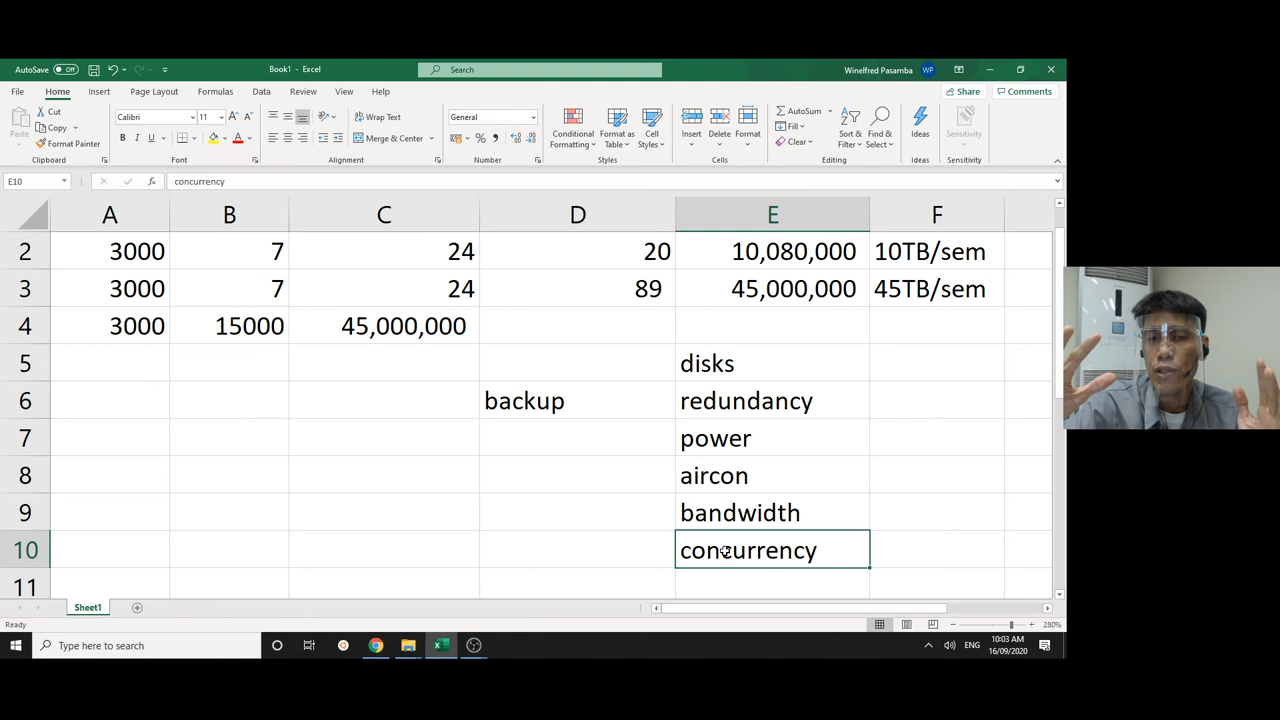 AutoSave Off Book1 - Excel Search Winelfred Pasamba WP
File Home Insert Page Layout Formulas Data Review View Help Share Comments
Paste Cut Copy Format Painter Clipboard
Calibri 11 B I U Font
Wrap Text Merge & Center Alignment
General Number
Conditional Formatting Format as Table Cell Styles Styles
Insert Delete Format Cells
AutoSum Fill Clear Sort & Filter Find & Select Editing
Ideas Ideas
Sensitivity Sensitivity
E10 fx concurrency
A B C D E F
2 3000 7 24 20 10,080,000 10TB/sem
3 3000 7 24 89 45,000,000 45TB/sem
4 3000 15000 45,000,000
5 disks
6 backup redundancy
7 power
8 aircon
9 bandwidth
10 concurrency
11
Sheet1
Ready 280%
Type here to search ENG 10:03 AM
16/09/2020